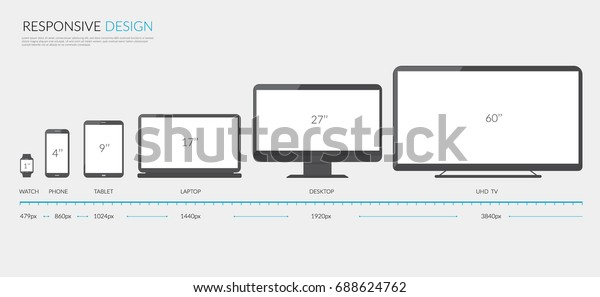 RESPONSIVE DESIGN
1"
4"
9"
17"
27"
60"
WATCH PHONE TABLET LAPTOP DESKTOP UHD TV
479px 860px 1024px 1440px 1920px 3840px
shutterstock
shutterstock.com · 688624762